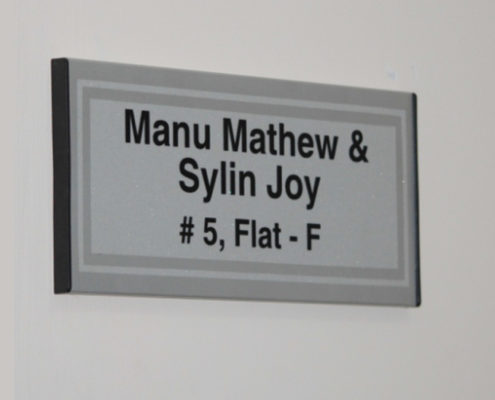 Manu Mathew &
Sylin Joy
# 5, Flat - F